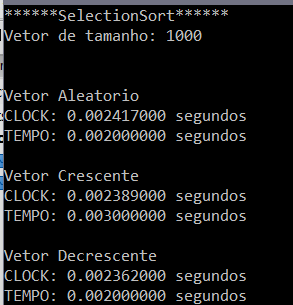 ******SelectionSort******
Vetor de tamanho: 1000
Vetor Aleatorio
CLOCK: 0.002417000 segundos
TEMPO: 0.002000000 segundos
Vetor Crescente
CLOCK: 0.002389000 segundos
TEMPO: 0.003000000 segundos
Vetor Decrescente
CLOCK: 0.002362000 segundos
TEMPO: 0.002000000 segundos